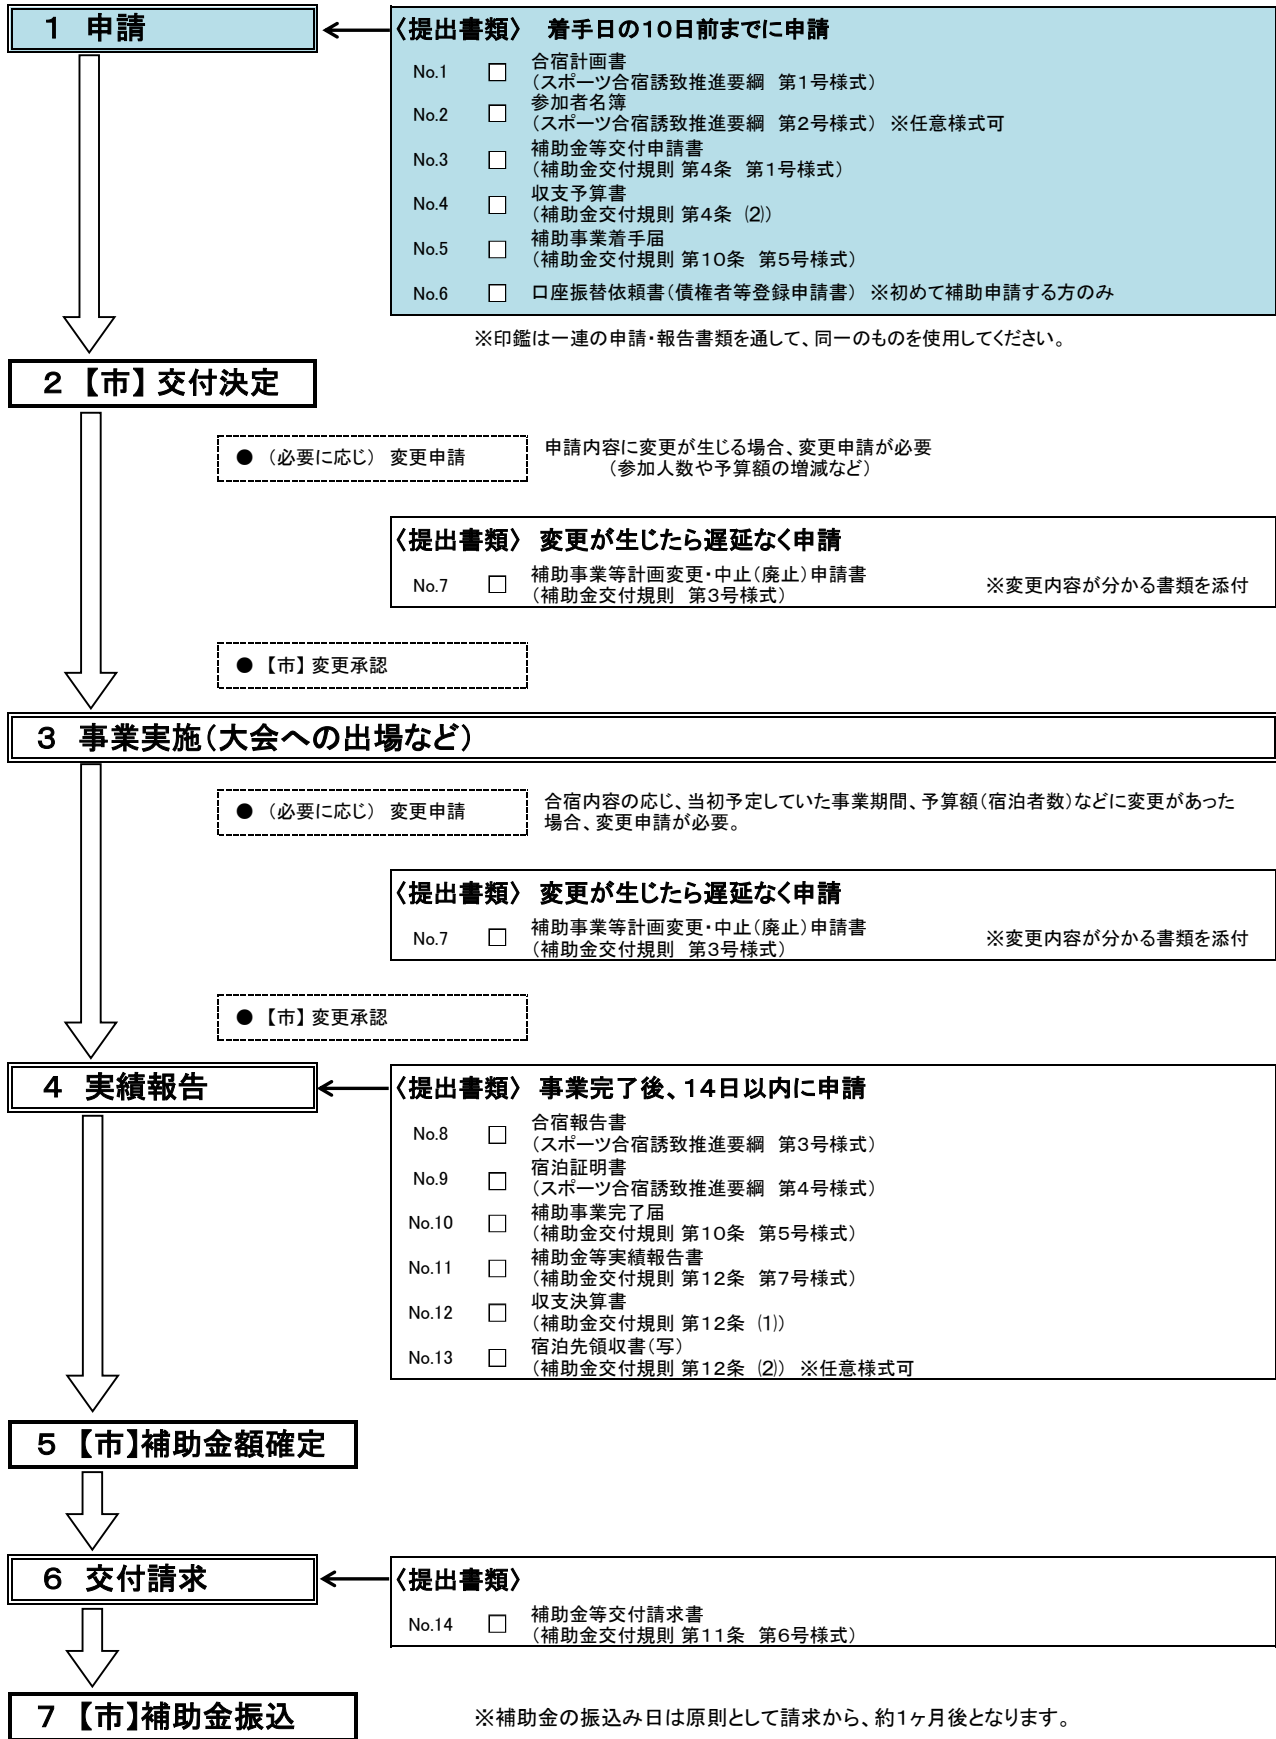 1 申請
〈提出書類〉 着手日の10日前までに申請
No.1 □ 合宿計画書
(スポーツ合宿誘致推進要綱 第1号様式)
No.2 □ 参加者名簿
(スポーツ合宿誘致推進要綱 第2号様式) ※任意様式可
No.3 □ 補助金等交付申請書
(補助金交付規則 第4条 第1号様式)
No.4 □ 収支予算書
(補助金交付規則 第4条 ⑵)
No.5 □ 補助事業着手届
(補助金交付規則 第10条 第5号様式)
No.6 □ 口座振替依頼書(債権者等登録申請書) ※初めて補助申請する方のみ
※印鑑は一連の申請・報告書類を通して、同一のものを使用してください。
2 【市】 交付決定
● (必要に応じ) 変更申請
申請内容に変更が生じる場合、変更申請が必要
(参加人数や予算額の増減など)
〈提出書類〉 変更が生じたら遅延なく申請
No.7 □ 補助事業等計画変更・中止(廃止)申請書 ※変更内容が分かる書類を添付
(補助金交付規則 第3号様式)
● 【市】 変更承認
3 事業実施(大会への出場など)
● (必要に応じ) 変更申請
合宿内容の応じ、当初予定していた事業期間、予算額(宿泊者数)などに変更があった
場合、変更申請が必要。
〈提出書類〉 変更が生じたら遅延なく申請
No.7 □ 補助事業等計画変更・中止(廃止)申請書 ※変更内容が分かる書類を添付
(補助金交付規則 第3号様式)
● 【市】 変更承認
4 実績報告
〈提出書類〉 事業完了後、14日以内に申請
No.8 □ 合宿報告書
(スポーツ合宿誘致推進要綱 第3号様式)
No.9 □ 宿泊証明書
(スポーツ合宿誘致推進要綱 第4号様式)
No.10 □ 補助事業完了届
(補助金交付規則 第10条 第5号様式)
No.11 □ 補助金等実績報告書
(補助金交付規則 第12条 第7号様式)
No.12 □ 収支決算書
(補助金交付規則 第12条 ⑴)
No.13 □ 宿泊先領収書(写)
(補助金交付規則 第12条 ⑵) ※任意様式可
5 【市】補助金額確定
6 交付請求
〈提出書類〉
No.14 □ 補助金等交付請求書
(補助金交付規則 第11条 第6号様式)
7 【市】補助金振込
※補助金の振込み日は原則として請求から、約1ヶ月後となります。